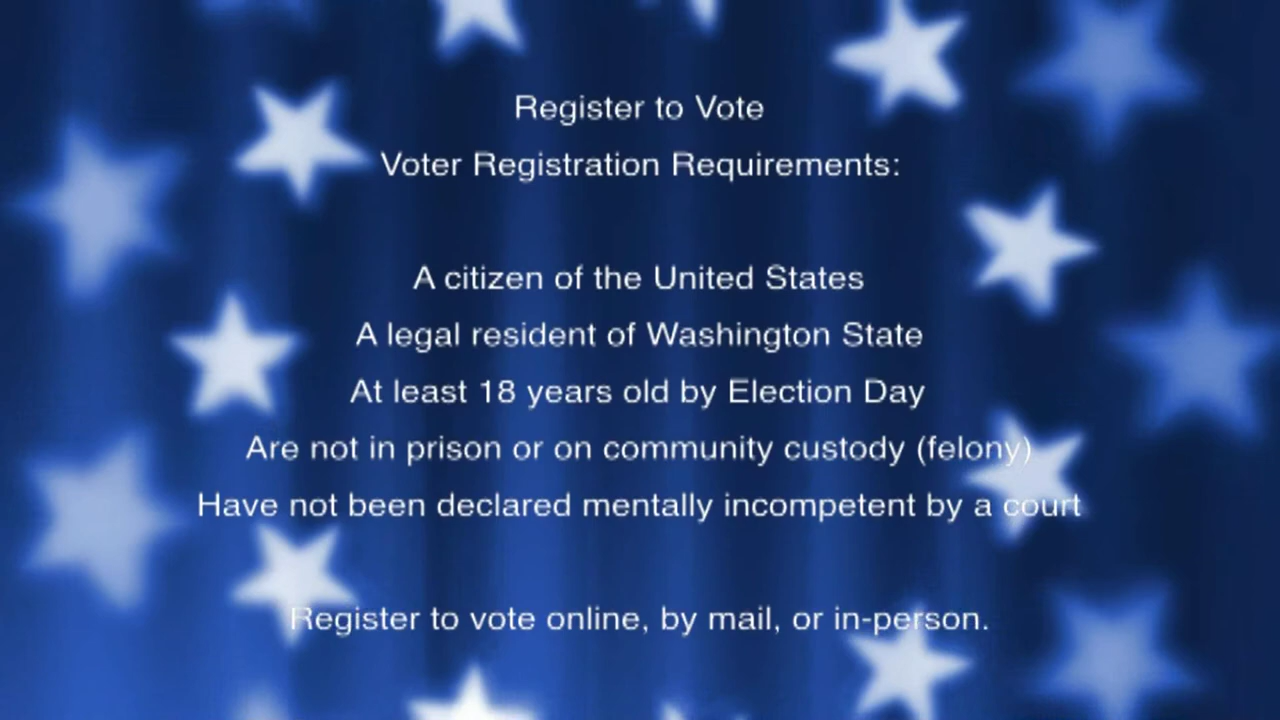 Register to Vote
Voter Registration Requirements:
A citizen of the United States
A legal resident of Washington State
At least 18 years old by Election Day
Are not in prison or on community custody (felony)
Have not been declared mentally incompetent by a court
Register to vote online, by mail, or in-person.